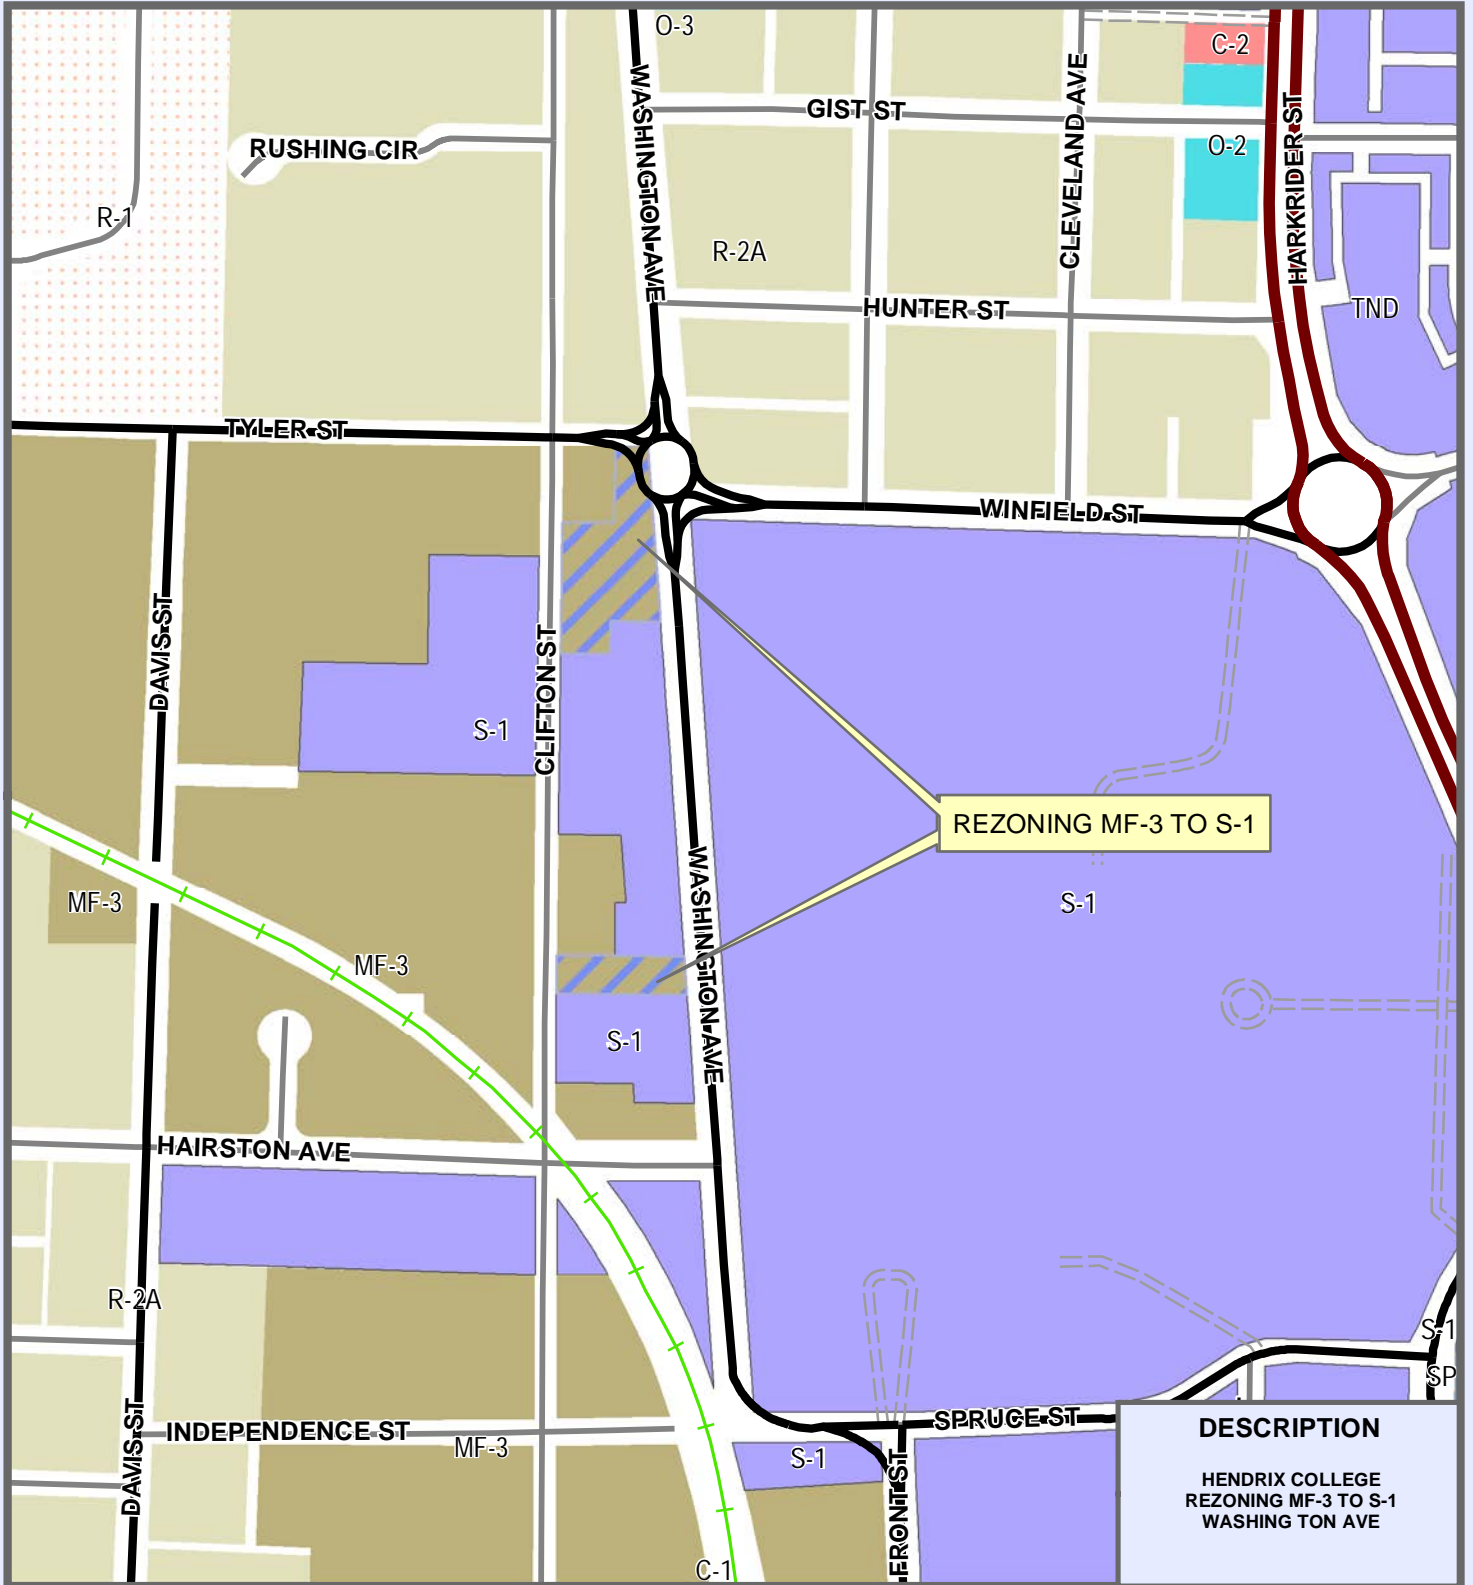 O-3
C-2
WASHINGTON AVE
CLEVELAND AVE
HARKRIDER ST
GIST ST
RUSHING CIR
O-2
R-1
R-2A
HUNTER ST
TND
TYLER ST
WINFIELD ST
DAVIS ST
CLIFTON ST
S-1
REZONING MF-3 TO S-1
WASHINGTON AVE
MF-3
S-1
MF-3
S-1
HAIRSTON AVE
R-2A
S-1
SP
DAVIS ST
INDEPENDENCE ST
MF-3
SPRUCE ST
S-1
FRONT ST
C-1
DESCRIPTION
HENDRIX COLLEGE
REZONING MF-3 TO S-1
WASHING TON AVE